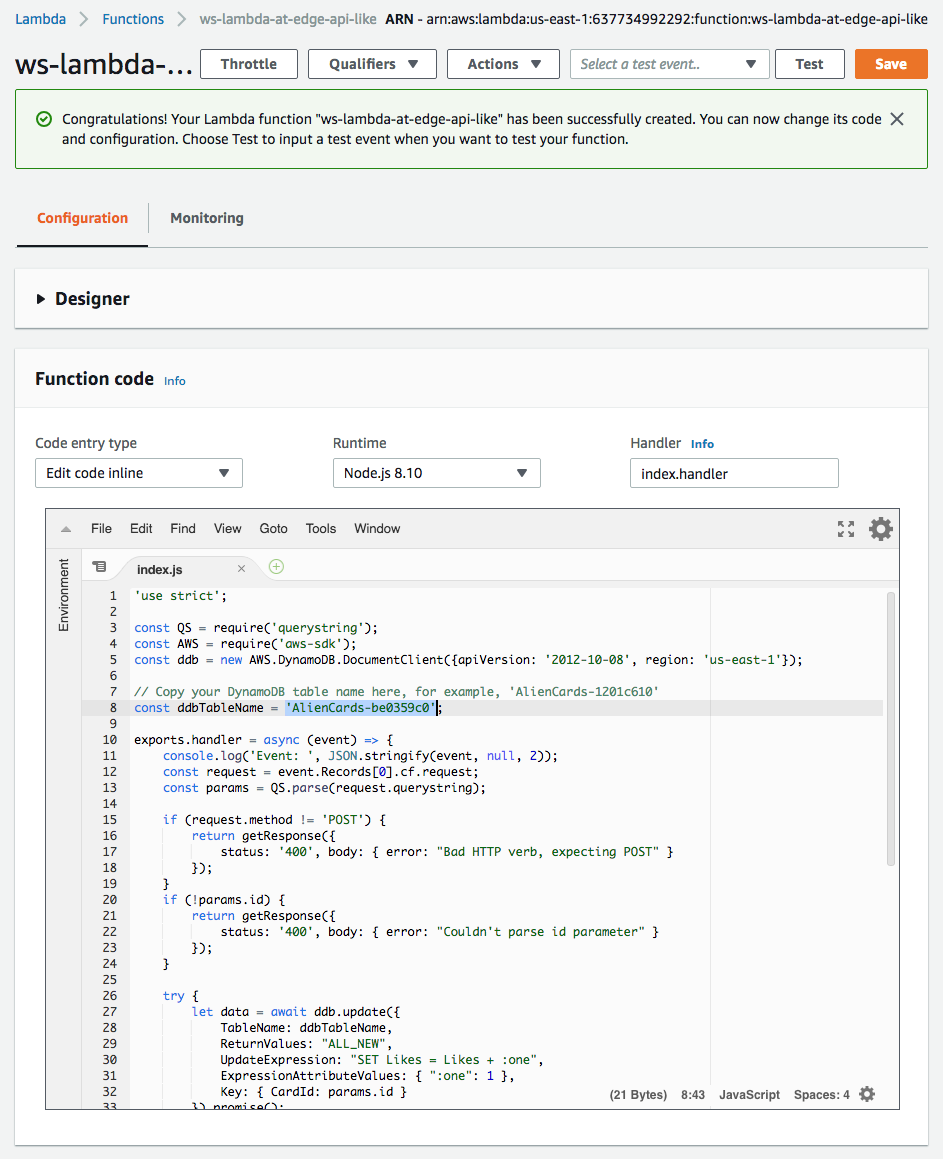 Lambda Functions ws-lambda-at-edge-api-like ARN - arn:aws:lambda:us-east-1:637734992292:function:ws-lambda-at-edge-api-like
ws-lambda-... Throttle Qualifiers Actions Select a test event.. Test Save
Congratulations! Your Lambda function "ws-lambda-at-edge-api-like" has been successfully created. You can now change its code
and configuration. Choose Test to input a test event when you want to test your function.
Configuration Monitoring
Designer
Function code Info
Code entry type Runtime Handler Info
Edit code inline Node.js 8.10 index.handler
File Edit Find View Goto Tools Window
Environment
index.js
1 'use strict';
2
3 const QS = require('querystring');
4 const AWS = require('aws-sdk');
5 const ddb = new AWS.DynamoDB.DocumentClient({apiVersion: '2012-10-08', region: 'us-east-1'});
6
7 // Copy your DynamoDB table name here, for example, 'AlienCards-1201c610'
8 const ddbTableName = 'AlienCards-be0359c0';
9
10 exports.handler = async (event) => {
11     console.log('Event: ', JSON.stringify(event, null, 2));
12     const request = event.Records[0].cf.request;
13     const params = QS.parse(request.querystring);
14
15     if (request.method != 'POST') {
16         return getResponse({
17             status: '400', body: { error: "Bad HTTP verb, expecting POST" }
18         });
19     }
20     if (!params.id) {
21         return getResponse({
22             status: '400', body: { error: "Couldn't parse id parameter" }
23         });
24     }
25
26     try {
27         let data = await ddb.update({
28             TableName: ddbTableName,
29             ReturnValues: "ALL_NEW",
30             UpdateExpression: "SET Likes = Likes + :one",
31             ExpressionAttributeValues: { ":one": 1 },
32             Key: { CardId: params.id }
33         }).promise();
(21 Bytes) 8:43 JavaScript Spaces: 4